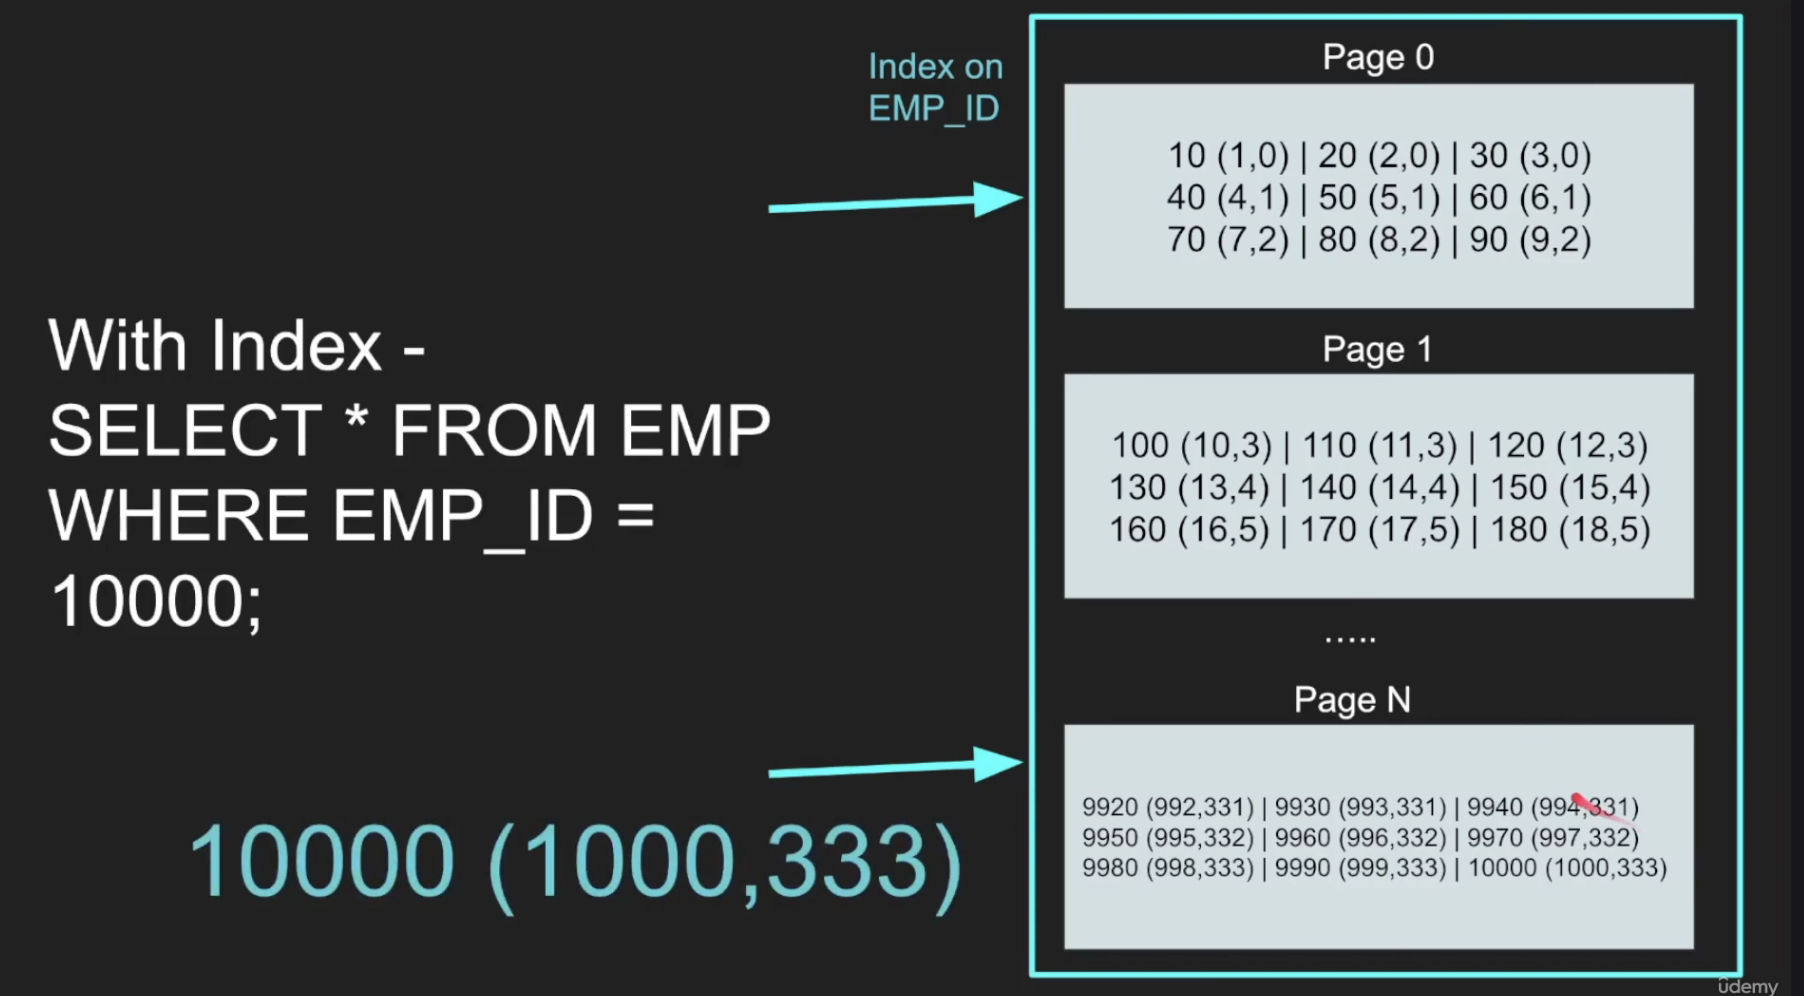 Index on
EMP_ID
With Index -
SELECT * FROM EMP
WHERE EMP_ID =
10000;
10000 (1000,333)
Page 0
10 (1,0) | 20 (2,0) | 30 (3,0)
40 (4,1) | 50 (5,1) | 60 (6,1)
70 (7,2) | 80 (8,2) | 90 (9,2)
Page 1
100 (10,3) | 110 (11,3) | 120 (12,3)
130 (13,4) | 140 (14,4) | 150 (15,4)
160 (16,5) | 170 (17,5) | 180 (18,5)
.....
Page N
9920 (992,331) | 9930 (993,331) | 9940 (994,331)
9950 (995,332) | 9960 (996,332) | 9970 (997,332)
9980 (998,333) | 9990 (999,333) | 10000 (1000,333)
ûdemy